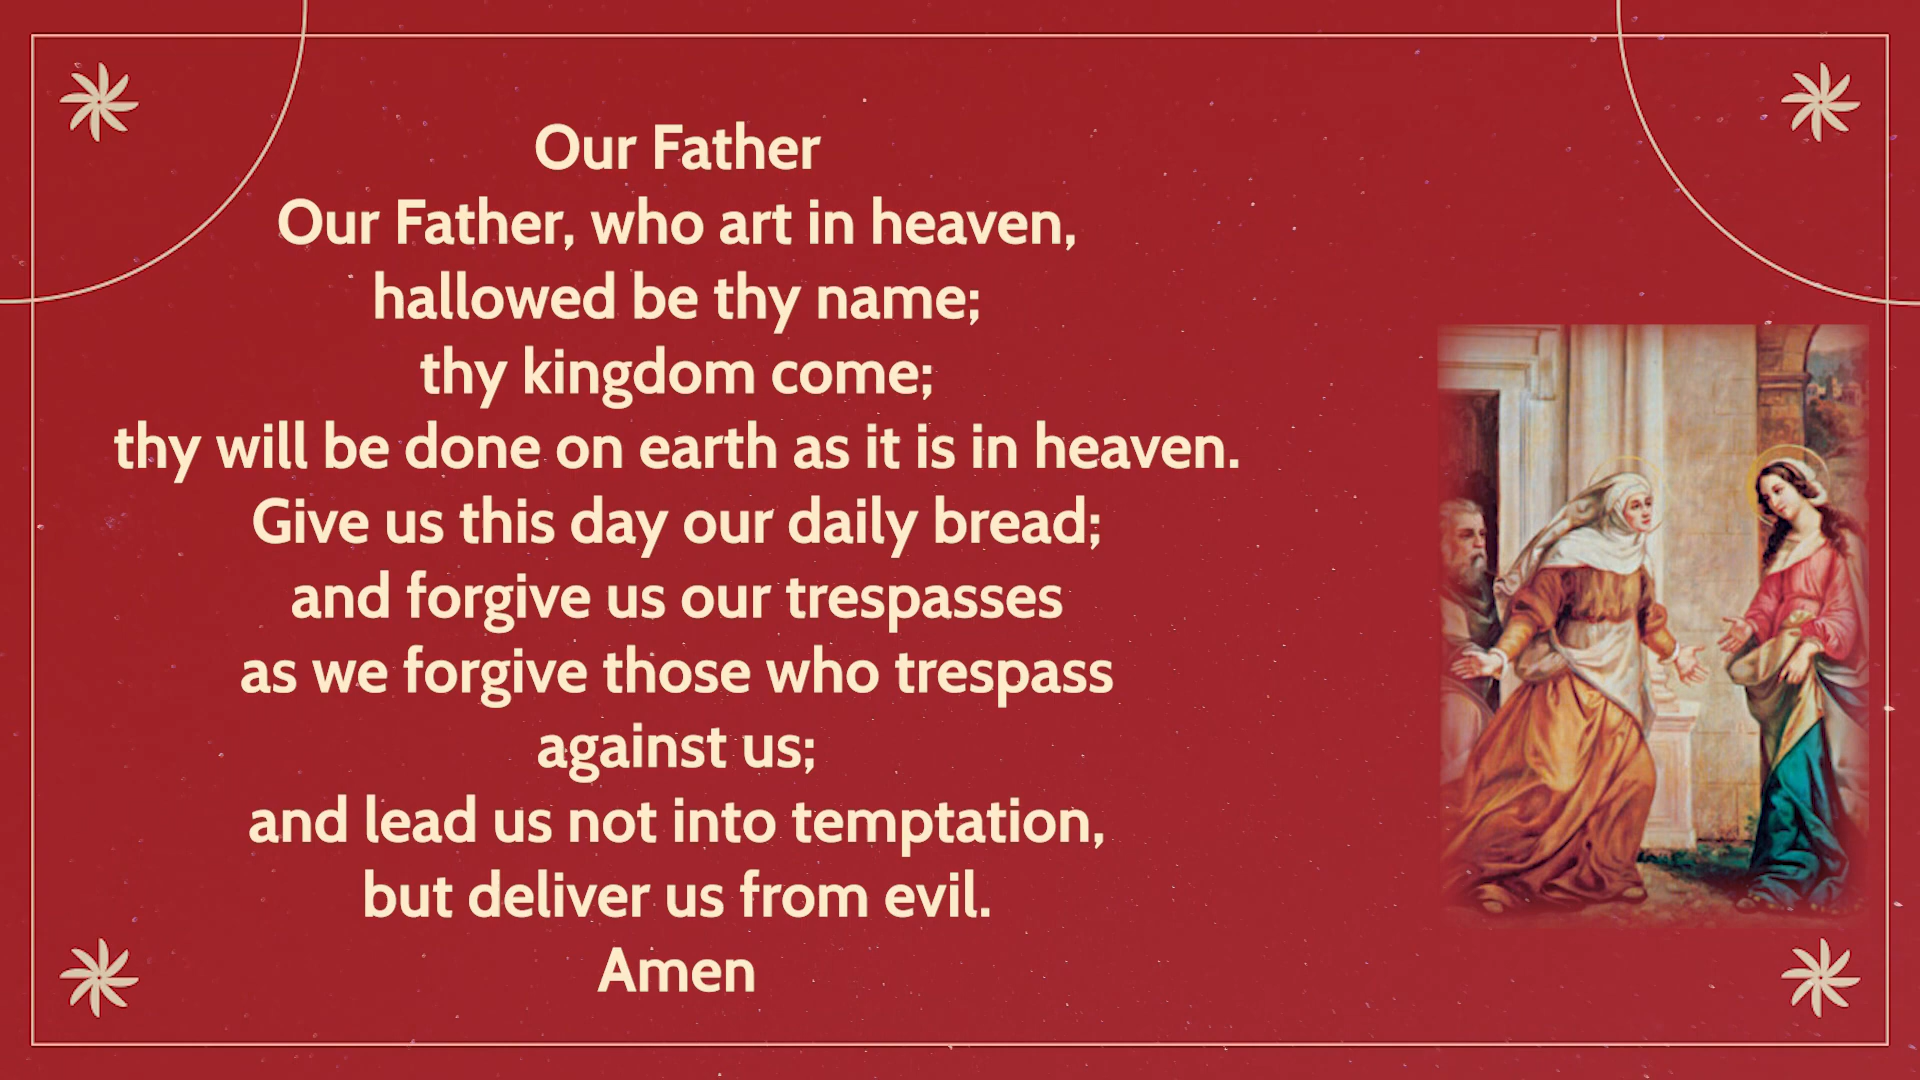 Our Father
Our Father, who art in heaven,
hallowed be thy name;
thy kingdom come;
thy will be done on earth as it is in heaven.
Give us this day our daily bread;
and forgive us our trespasses
as we forgive those who trespass
against us;
and lead us not into temptation,
but deliver us from evil.
Amen